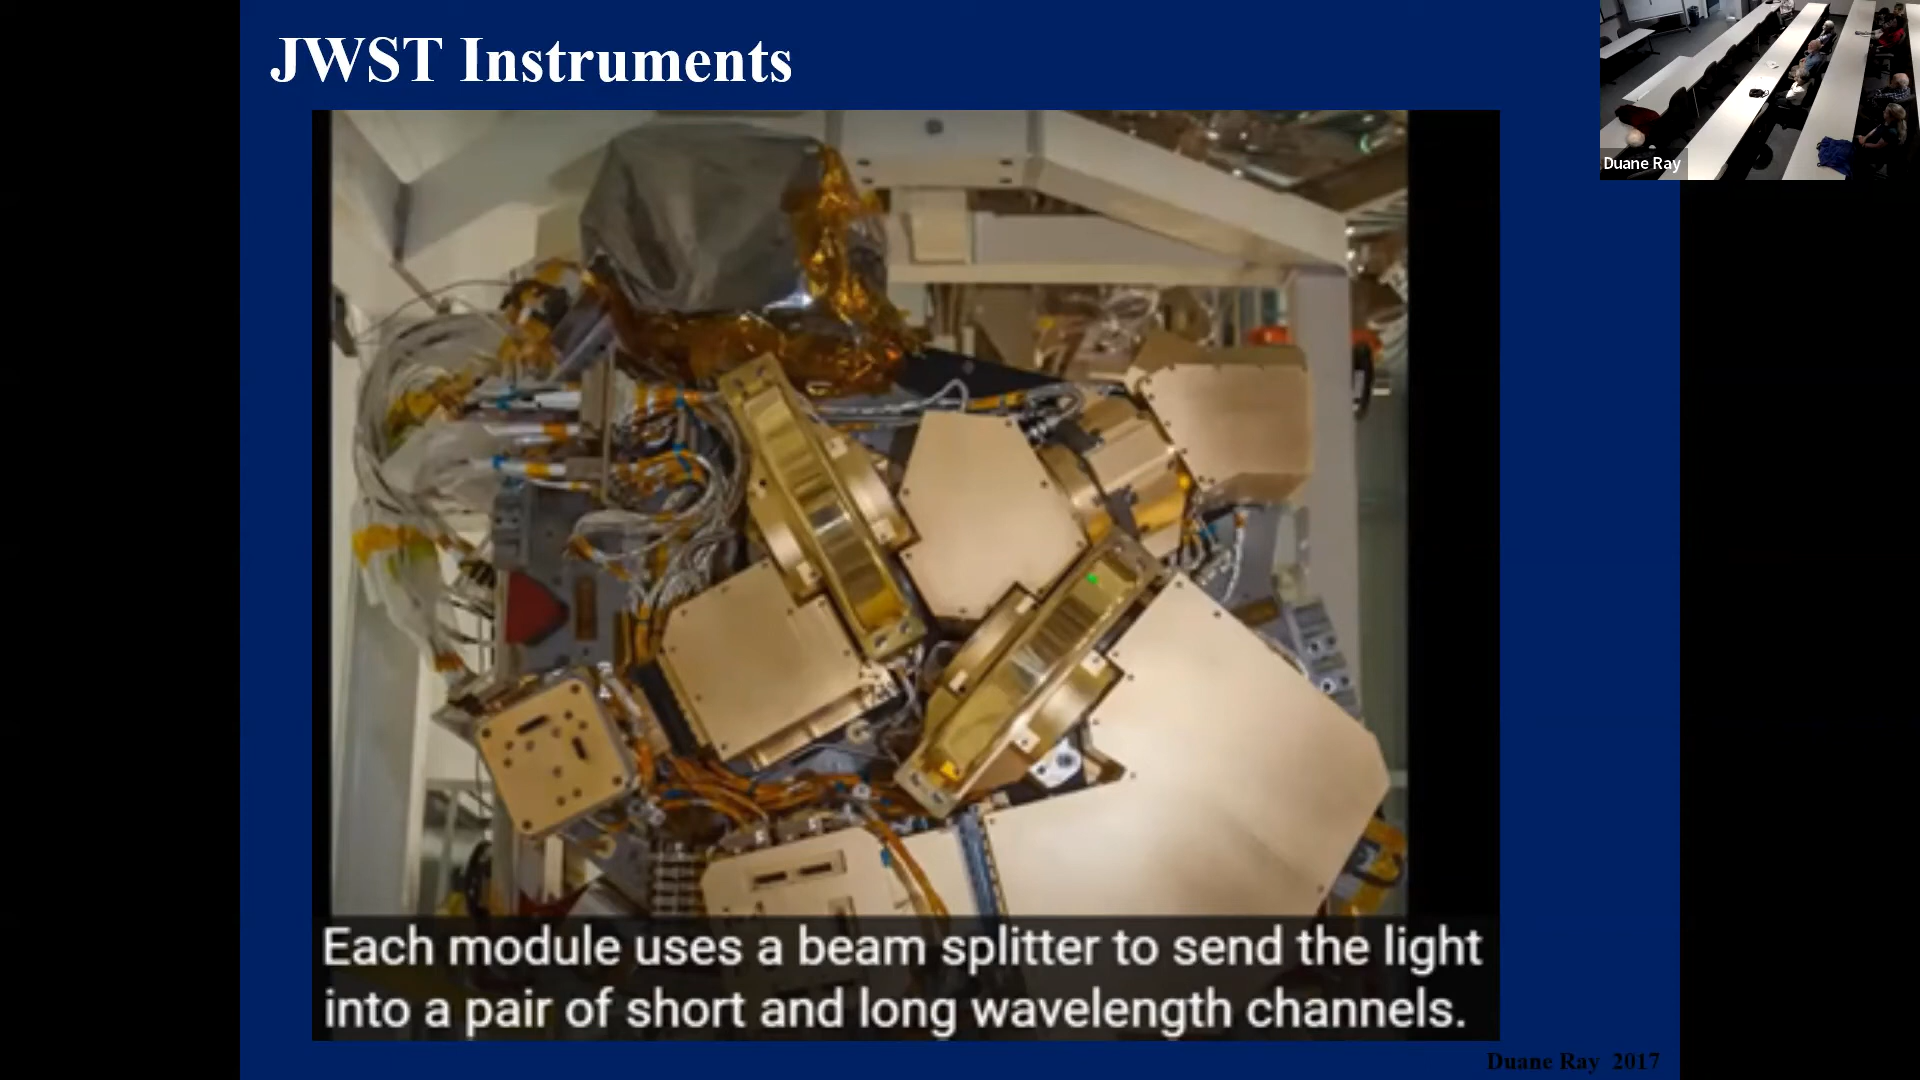 JWST Instruments
Duane Ray
Each module uses a beam splitter to send the light
into a pair of short and long wavelength channels.
Duane Ray 2017